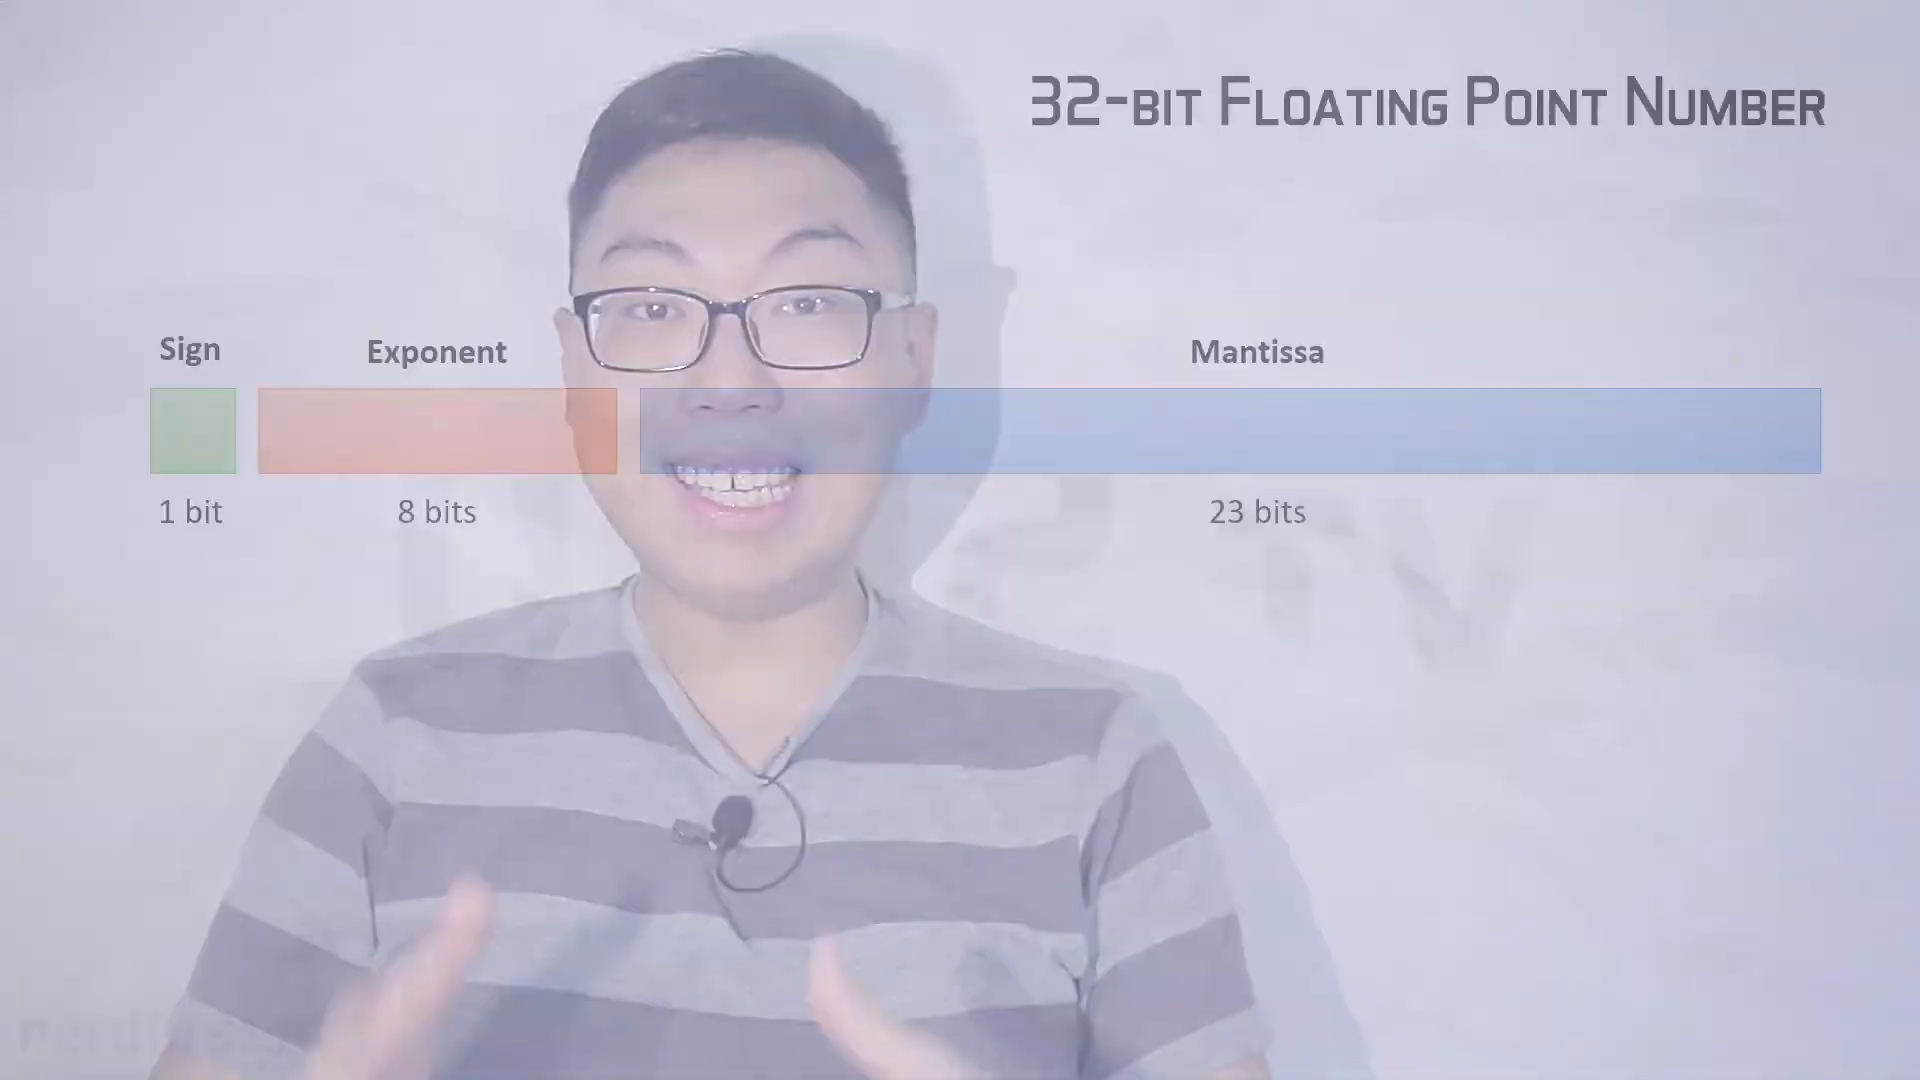 32-bit Floating Point Number
Sign Exponent Mantissa
1 bit 8 bits 23 bits